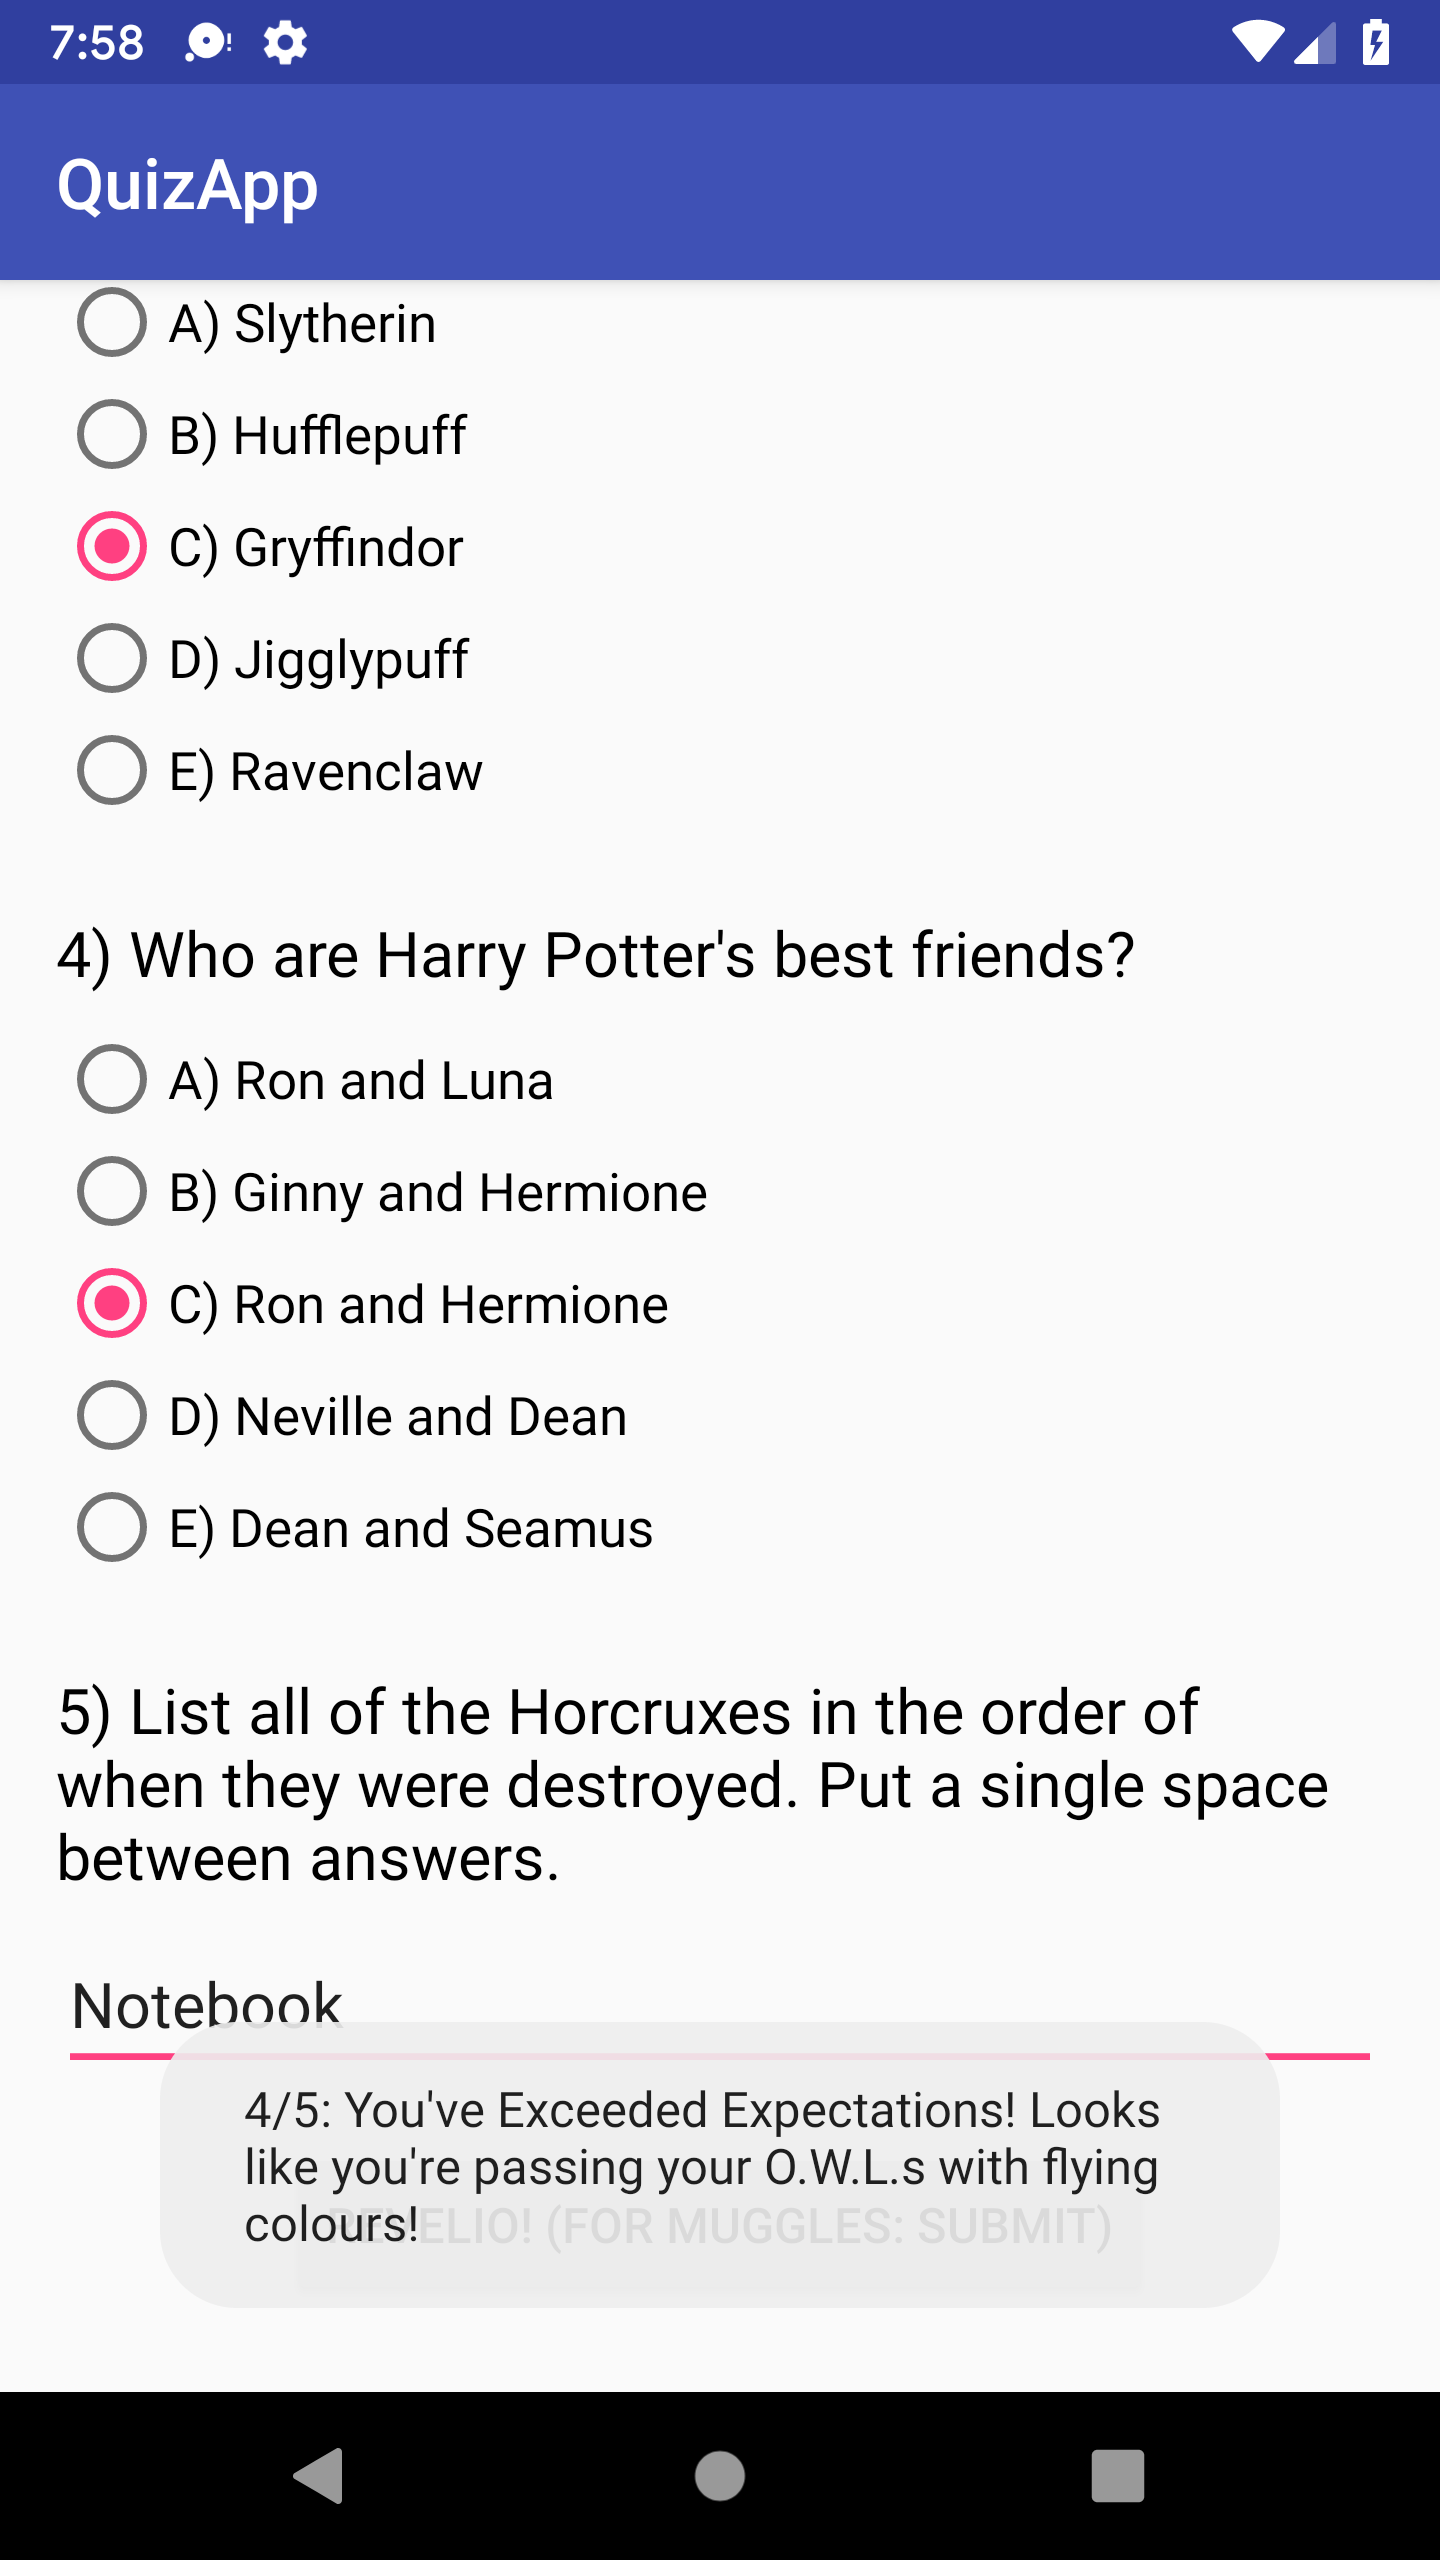 7:58
QuizApp
A) Slytherin
B) Hufflepuff
C) Gryffindor
D) Jigglypuff
E) Ravenclaw
4) Who are Harry Potter's best friends?
A) Ron and Luna
B) Ginny and Hermione
C) Ron and Hermione
D) Neville and Dean
E) Dean and Seamus
5) List all of the Horcruxes in the order of
when they were destroyed. Put a single space
between answers.
Notebook
4/5: You've Exceeded Expectations! Looks
like you're passing your O.W.L.s with flying
colours!
REVELIO! (FOR MUGGLES: SUBMIT)